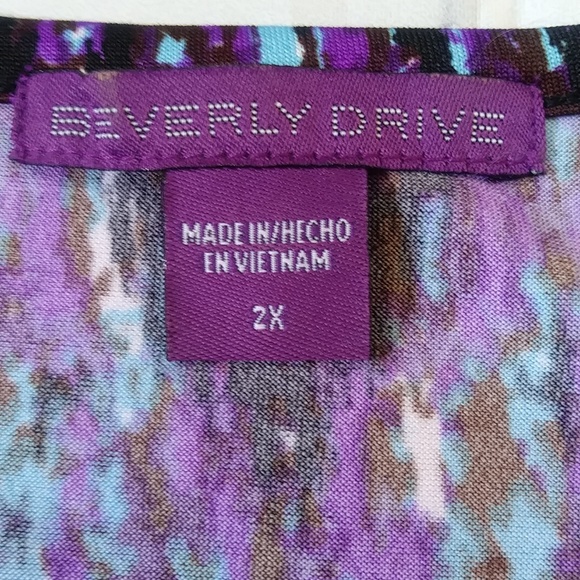 BEVERLY DRIVE
MADE IN/HECHO
EN VIETNAM
2X